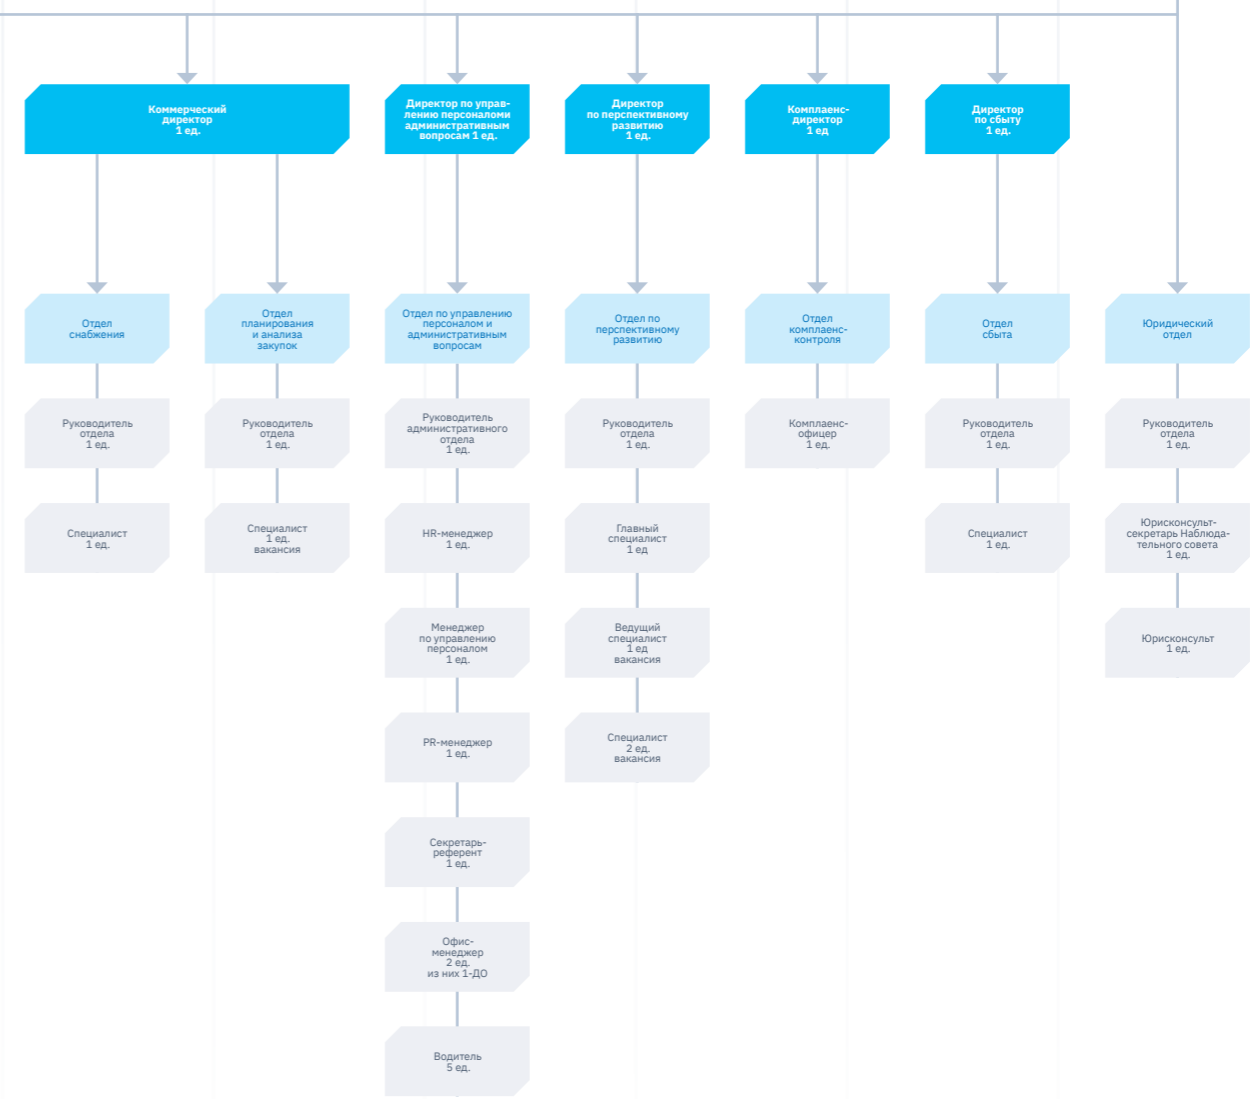 Коммерческий
директор
1 ед.
Директор по управ-
лению персоналоми
административным
вопросам 1 ед.
Директор
по перспективному
развитию
1 ед.
Комплаенс-
директор
1 ед
Директор
по сбыту
1 ед.
Отдел
снабжения
Отдел
планирования
и анализа
закупок
Отдел по управлению
персоналом и
административным
вопросам
Отдел по
перспективному
развитию
Отдел
комплаенс-
контроля
Отдел
сбыта
Юридический
отдел
Руководитель
отдела
1 ед.
Руководитель
отдела
1 ед.
Руководитель
административного
отдела
1 ед.
Руководитель
отдела
1 ед.
Комплаенс-
офицер
1 ед.
Руководитель
отдела
1 ед.
Руководитель
отдела
1 ед.
Специалист
1 ед.
Специалист
1 ед.
вакансия
HR-менеджер
1 ед.
Главный
специалист
1 ед
Специалист
1 ед.
Юрисконсульт-
секретарь Наблюда-
тельного совета
1 ед.
Менеджер
по управлению
персоналом
1 ед.
Ведущий
специалист
1 ед
вакансия
Юрисконсульт
1 ед.
PR-менеджер
1 ед.
Специалист
2 ед.
вакансия
Секретарь-
референт
1 ед.
Офис-
менеджер
2 ед.
из них 1-ДО
Водитель
5 ед.